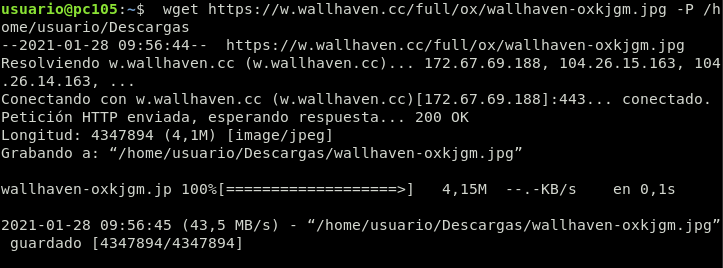 usuario@pc105:~$  wget https://w.wallhaven.cc/full/ox/wallhaven-oxkjgm.jpg -P /h
ome/usuario/Descargas
--2021-01-28 09:56:44--  https://w.wallhaven.cc/full/ox/wallhaven-oxkjgm.jpg
Resolviendo w.wallhaven.cc (w.wallhaven.cc)... 172.67.69.188, 104.26.15.163, 104
.26.14.163, ...
Conectando con w.wallhaven.cc (w.wallhaven.cc)[172.67.69.188]:443... conectado.
Petición HTTP enviada, esperando respuesta... 200 OK
Longitud: 4347894 (4,1M) [image/jpeg]
Grabando a: “/home/usuario/Descargas/wallhaven-oxkjgm.jpg”
wallhaven-oxkjgm.jp 100%[===================>]   4,15M  --.-KB/s    en 0,1s
2021-01-28 09:56:45 (43,5 MB/s) - “/home/usuario/Descargas/wallhaven-oxkjgm.jpg”
 guardado [4347894/4347894]